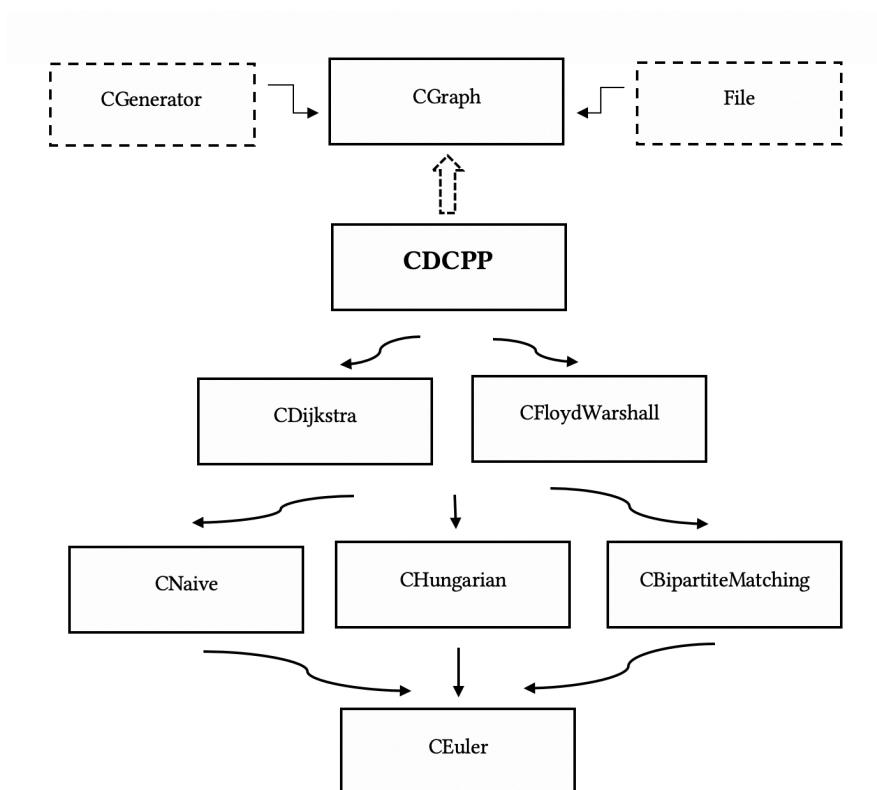 CGenerator
CGraph
File
CDCPP
CDijkstra
CFloydWarshall
CNaive
CHungarian
CBipartiteMatching
CEuler